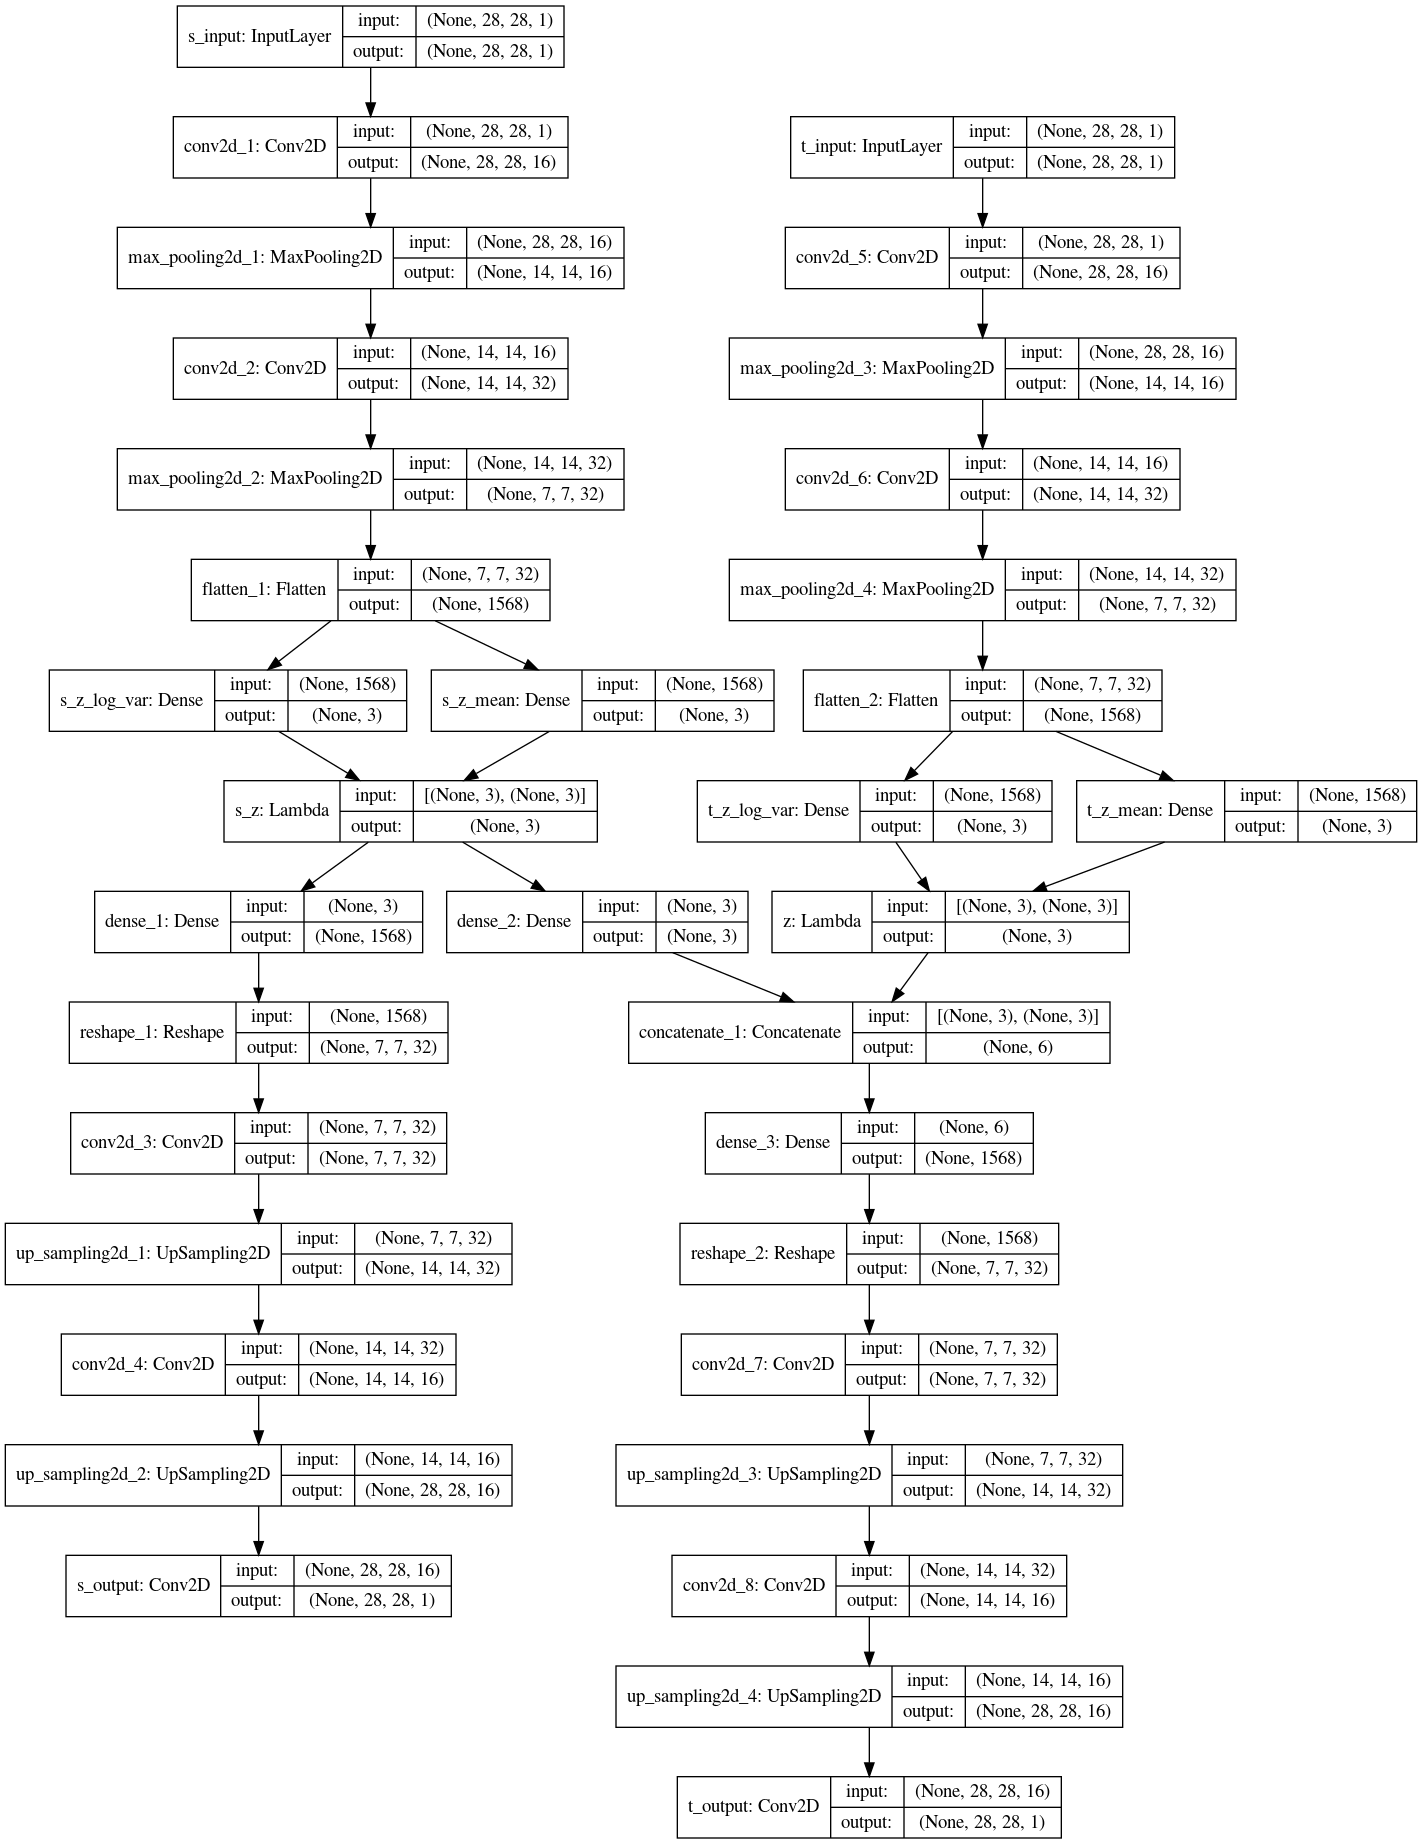 s_input: InputLayer
input:
(None, 28, 28, 1)
output:
(None, 28, 28, 1)
conv2d_1: Conv2D
input:
(None, 28, 28, 1)
output:
(None, 28, 28, 16)
t_input: InputLayer
input:
(None, 28, 28, 1)
output:
(None, 28, 28, 1)
max_pooling2d_1: MaxPooling2D
input:
(None, 28, 28, 16)
output:
(None, 14, 14, 16)
conv2d_5: Conv2D
input:
(None, 28, 28, 1)
output:
(None, 28, 28, 16)
conv2d_2: Conv2D
input:
(None, 14, 14, 16)
output:
(None, 14, 14, 32)
max_pooling2d_3: MaxPooling2D
input:
(None, 28, 28, 16)
output:
(None, 14, 14, 16)
max_pooling2d_2: MaxPooling2D
input:
(None, 14, 14, 32)
output:
(None, 7, 7, 32)
conv2d_6: Conv2D
input:
(None, 14, 14, 16)
output:
(None, 14, 14, 32)
flatten_1: Flatten
input:
(None, 7, 7, 32)
output:
(None, 1568)
max_pooling2d_4: MaxPooling2D
input:
(None, 14, 14, 32)
output:
(None, 7, 7, 32)
s_z_log_var: Dense
input:
(None, 1568)
output:
(None, 3)
s_z_mean: Dense
input:
(None, 1568)
output:
(None, 3)
flatten_2: Flatten
input:
(None, 7, 7, 32)
output:
(None, 1568)
s_z: Lambda
input:
[(None, 3), (None, 3)]
output:
(None, 3)
t_z_log_var: Dense
input:
(None, 1568)
output:
(None, 3)
t_z_mean: Dense
input:
(None, 1568)
output:
(None, 3)
dense_1: Dense
input:
(None, 3)
output:
(None, 1568)
dense_2: Dense
input:
(None, 3)
output:
(None, 3)
z: Lambda
input:
[(None, 3), (None, 3)]
output:
(None, 3)
reshape_1: Reshape
input:
(None, 1568)
output:
(None, 7, 7, 32)
concatenate_1: Concatenate
input:
[(None, 3), (None, 3)]
output:
(None, 6)
conv2d_3: Conv2D
input:
(None, 7, 7, 32)
output:
(None, 7, 7, 32)
dense_3: Dense
input:
(None, 6)
output:
(None, 1568)
up_sampling2d_1: UpSampling2D
input:
(None, 7, 7, 32)
output:
(None, 14, 14, 32)
reshape_2: Reshape
input:
(None, 1568)
output:
(None, 7, 7, 32)
conv2d_4: Conv2D
input:
(None, 14, 14, 32)
output:
(None, 14, 14, 16)
conv2d_7: Conv2D
input:
(None, 7, 7, 32)
output:
(None, 7, 7, 32)
up_sampling2d_2: UpSampling2D
input:
(None, 14, 14, 16)
output:
(None, 28, 28, 16)
up_sampling2d_3: UpSampling2D
input:
(None, 7, 7, 32)
output:
(None, 14, 14, 32)
s_output: Conv2D
input:
(None, 28, 28, 16)
output:
(None, 28, 28, 1)
conv2d_8: Conv2D
input:
(None, 14, 14, 32)
output:
(None, 14, 14, 16)
up_sampling2d_4: UpSampling2D
input:
(None, 14, 14, 16)
output:
(None, 28, 28, 16)
t_output: Conv2D
input:
(None, 28, 28, 16)
output:
(None, 28, 28, 1)